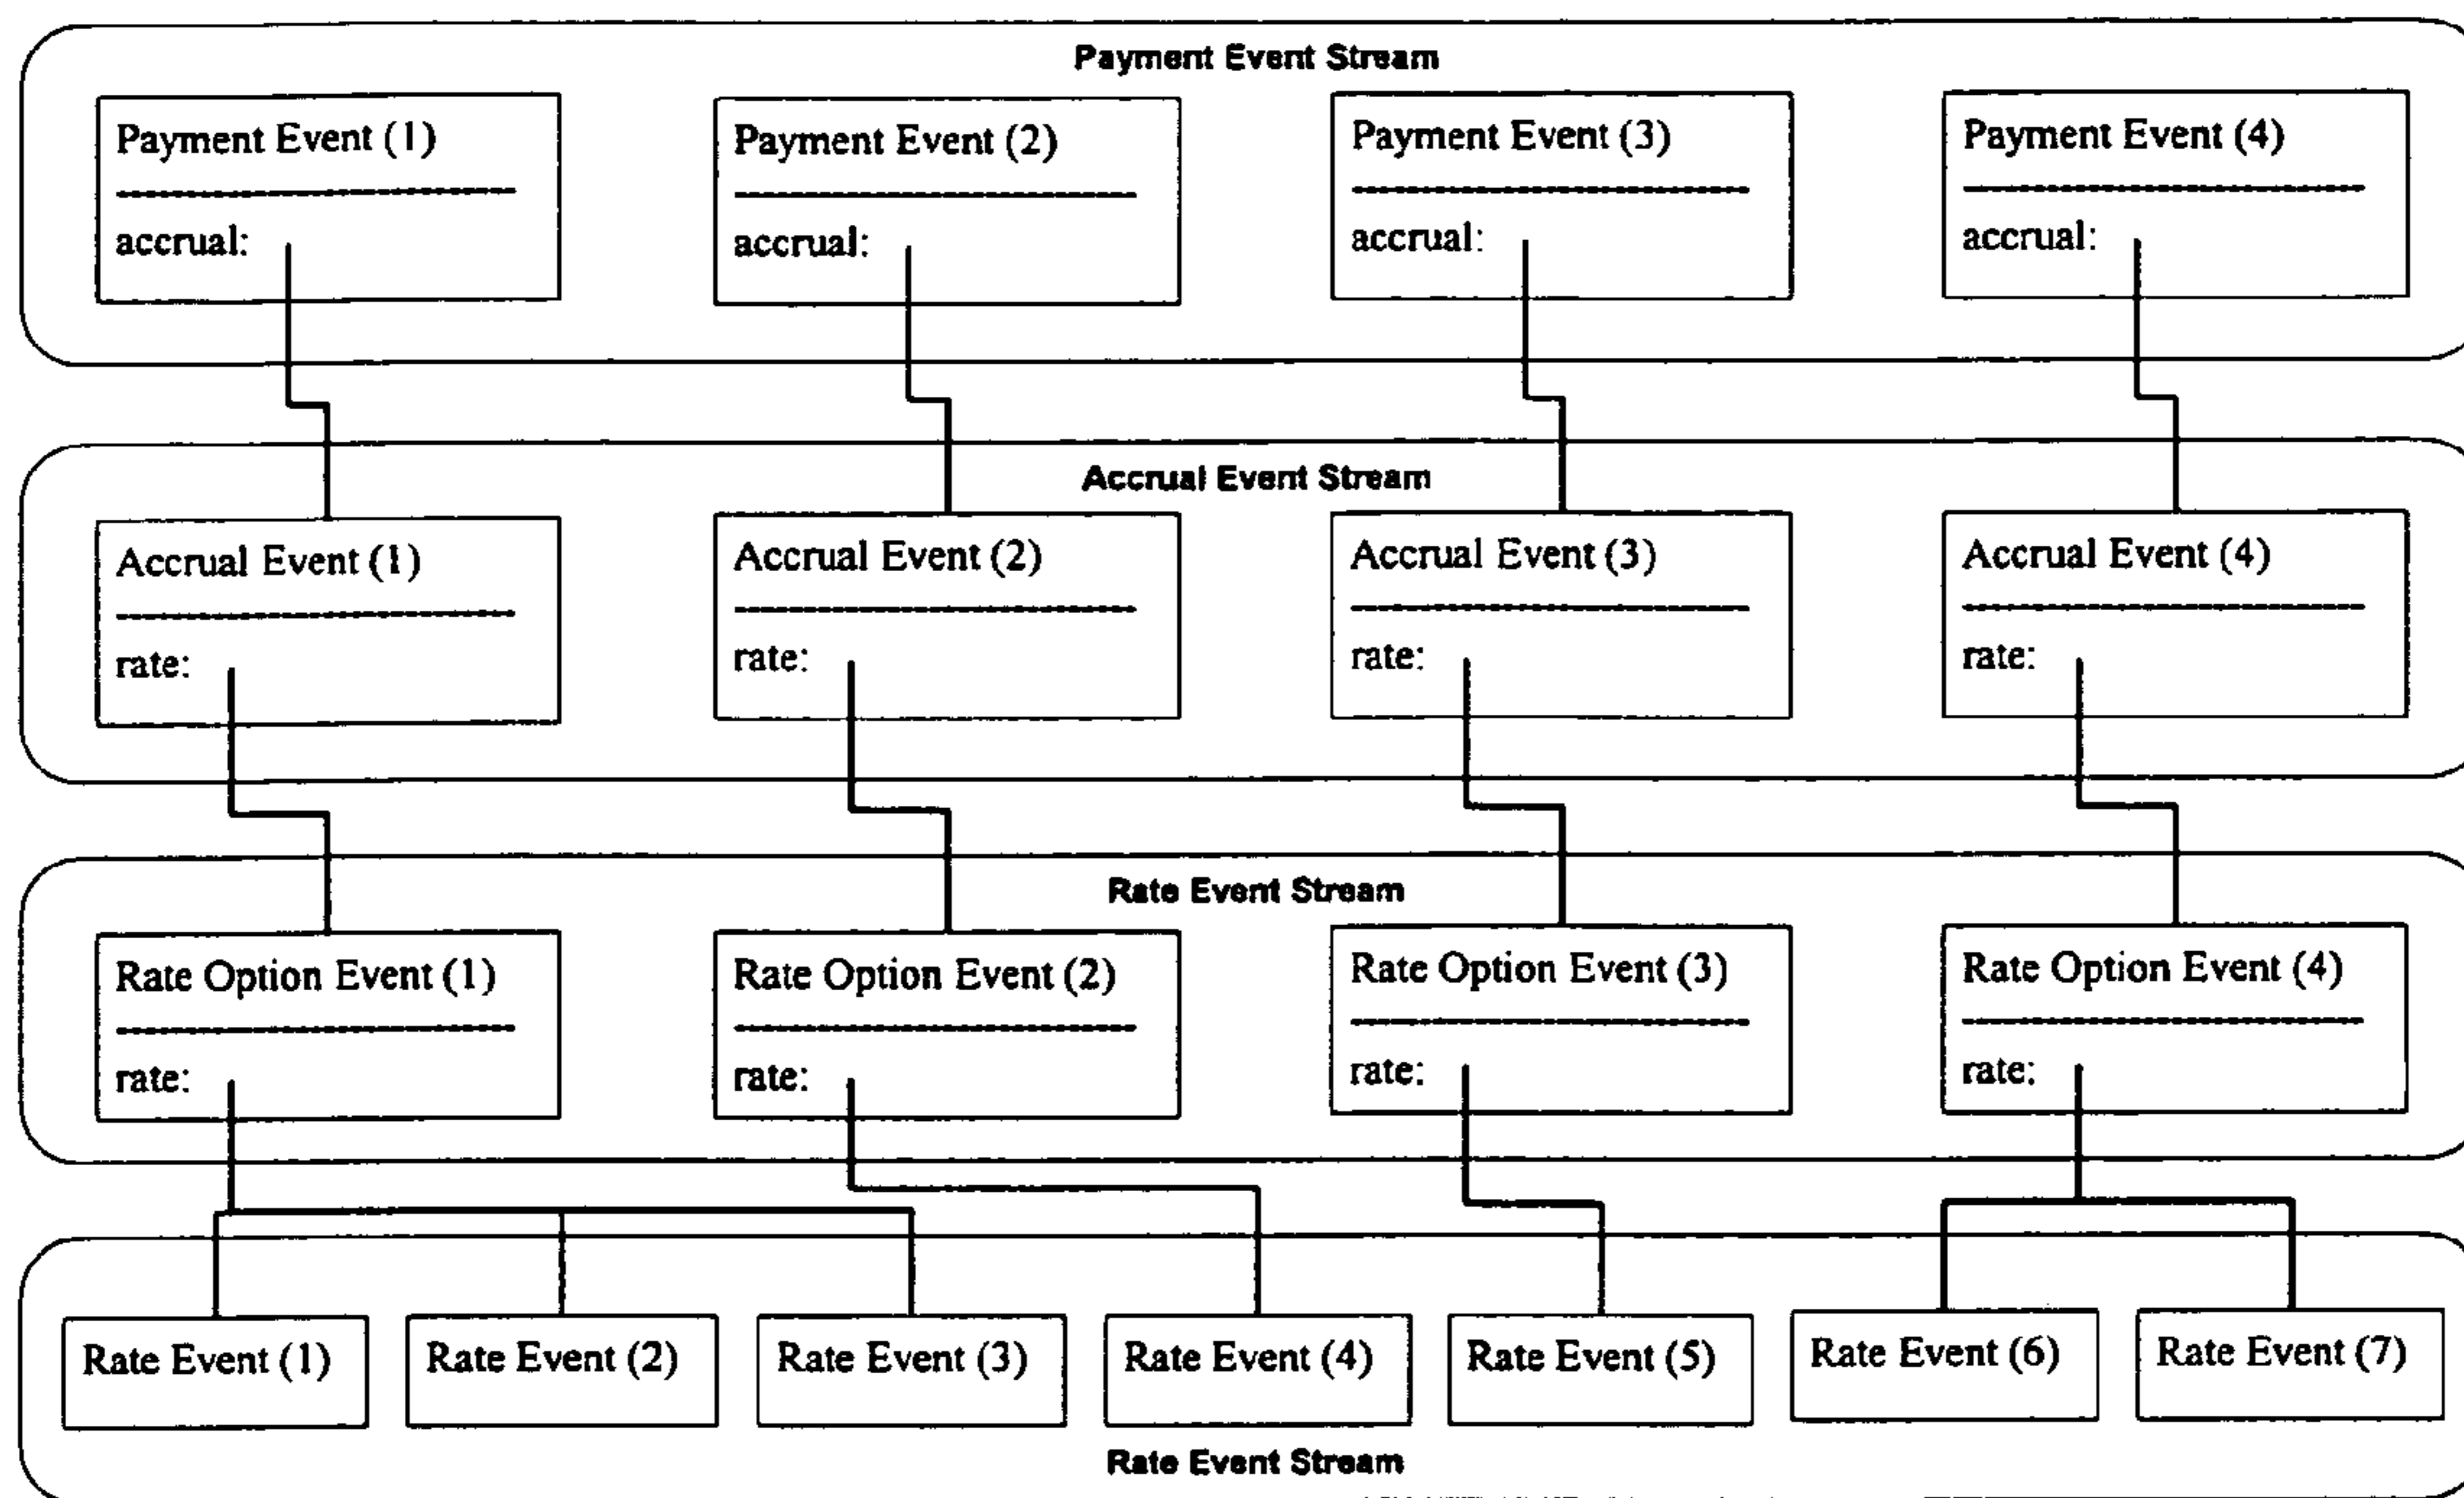 Payment Event Stream
Payment Event (1)
accrual:
Payment Event (2)
accrual:
Payment Event (3)
accrual:
Payment Event (4)
accrual:
Accrual Event Stream
Accrual Event (1)
rate:
Accrual Event (2)
rate:
Accrual Event (3)
rate:
Accrual Event (4)
rate:
Rate Event Stream
Rate Option Event (1)
rate:
Rate Option Event (2)
rate:
Rate Option Event (3)
rate:
Rate Option Event (4)
rate:
Rate Event (1)
Rate Event (2)
Rate Event (3)
Rate Event (4)
Rate Event (5)
Rate Event (6)
Rate Event (7)
Rate Event Stream